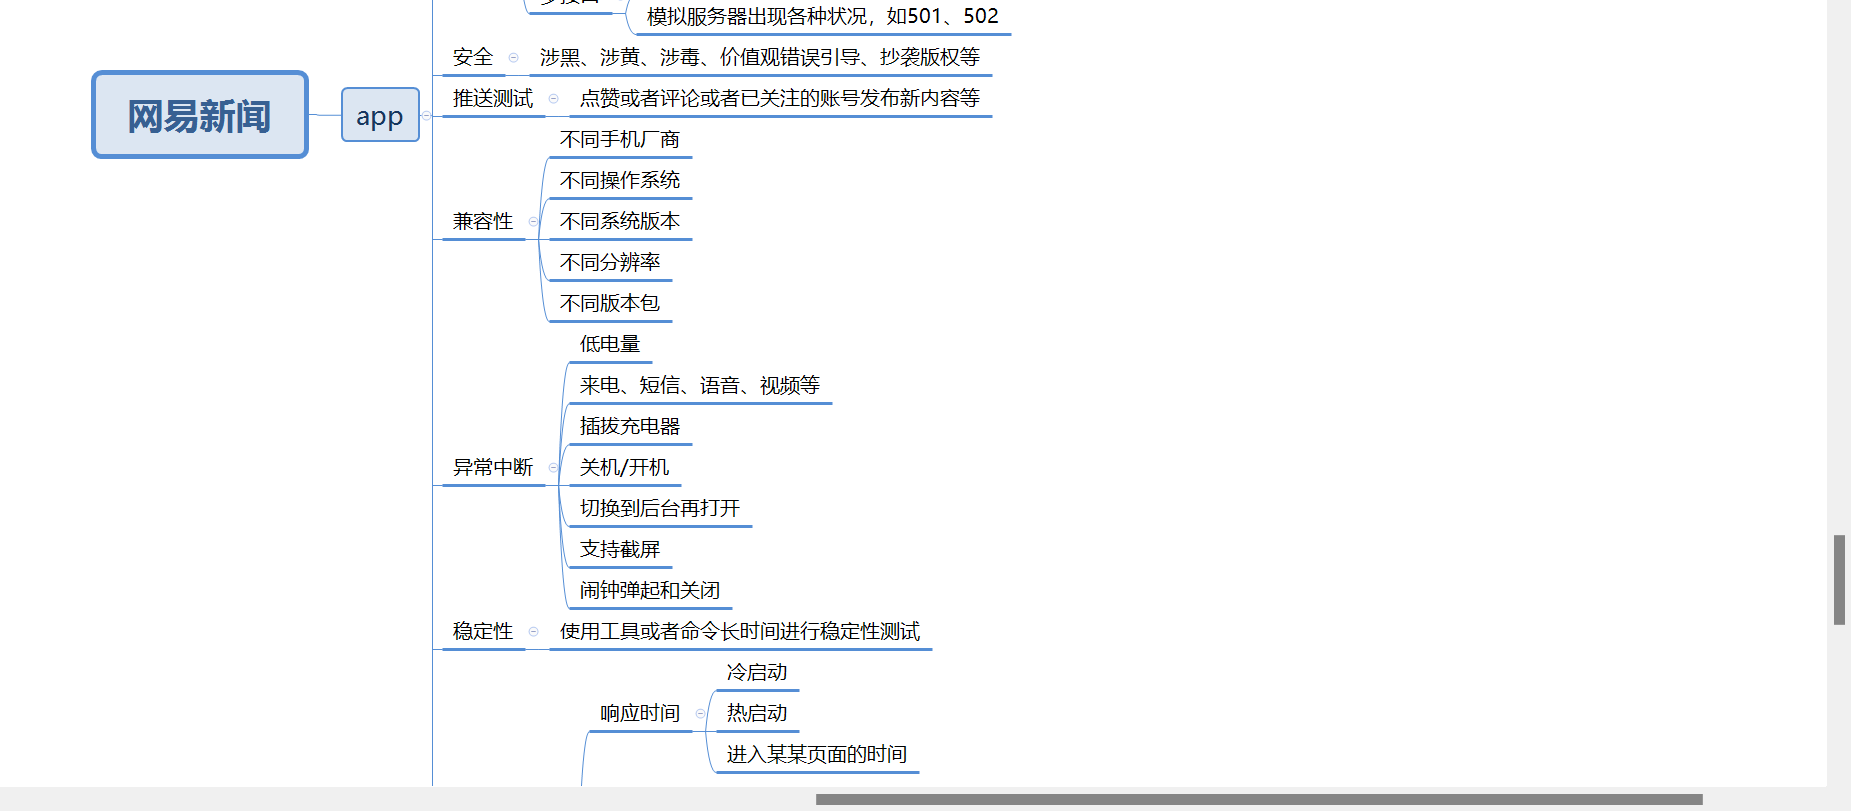 模拟服务器出现各种状况，如501、502
安全
涉黑、涉黄、涉毒、价值观错误引导、抄袭版权等
网易新闻
app
推送测试
点赞或者评论或者已关注的账号发布新内容等
兼容性
不同手机厂商
不同操作系统
不同系统版本
不同分辨率
不同版本包
异常中断
低电量
来电、短信、语音、视频等
插拔充电器
关机/开机
切换到后台再打开
支持截屏
闹钟弹起和关闭
稳定性
使用工具或者命令长时间进行稳定性测试
响应时间
冷启动
热启动
进入某某页面的时间